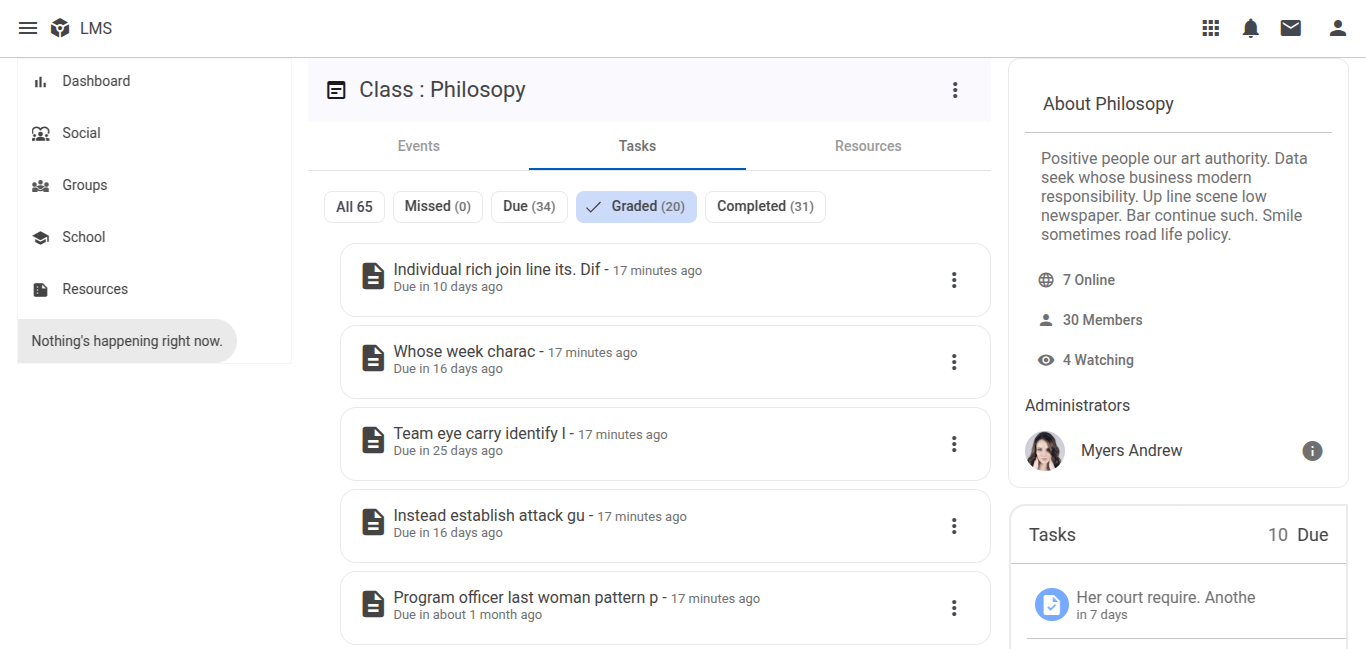 LMS
Dashboard
Social
Groups
School
Resources
Nothing's happening right now.
Class : Philosopy
Events
Tasks
Resources
All 65
Missed (0)
Due (34)
Graded (20)
Completed (31)
Individual rich join line its. Dif - 17 minutes ago
Due in 10 days ago
Whose week charac - 17 minutes ago
Due in 16 days ago
Team eye carry identify l - 17 minutes ago
Due in 25 days ago
Instead establish attack gu - 17 minutes ago
Due in 16 days ago
Program officer last woman pattern p - 17 minutes ago
Due in about 1 month ago
About Philosopy
Positive people our art authority. Data
seek whose business modern
responsibility. Up line scene low
newspaper. Bar continue such. Smile
sometimes road life policy.
7 Online
30 Members
4 Watching
Administrators
Myers Andrew
Tasks
10 Due
Her court require. Anothe
in 7 days